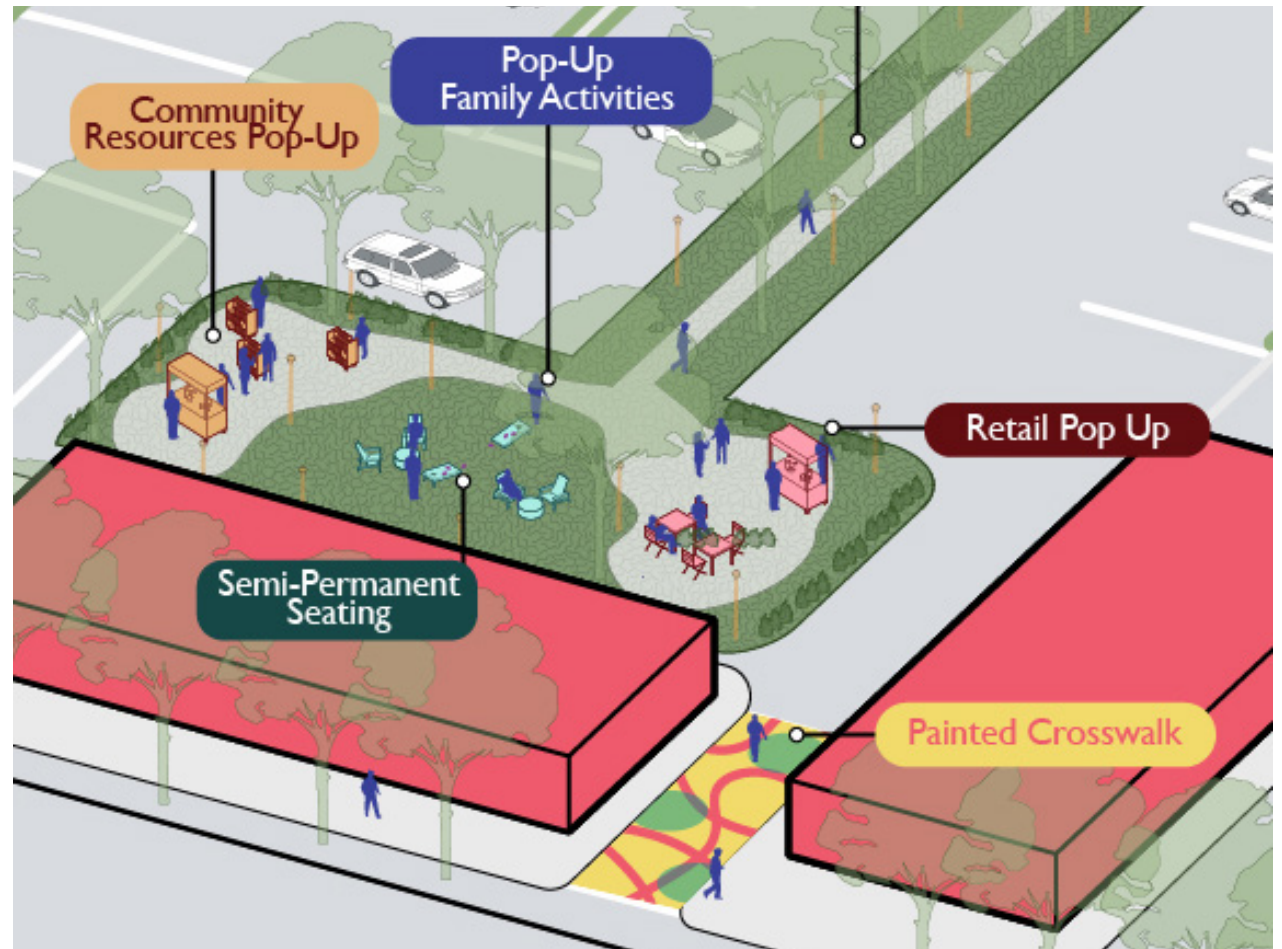 Pop-Up
Family Activities
Community
Resources Pop-Up
Retail Pop Up
Semi-Permanent
Seating
Painted Crosswalk